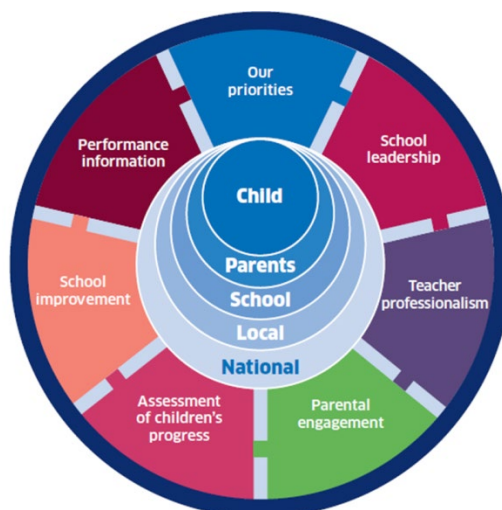 Our
priorities
School
leadership
Teacher
professionalism
Parental
engagement
Assessment
of children's
progress
School
improvement
Performance
information
Child
Parents
School
Local
National